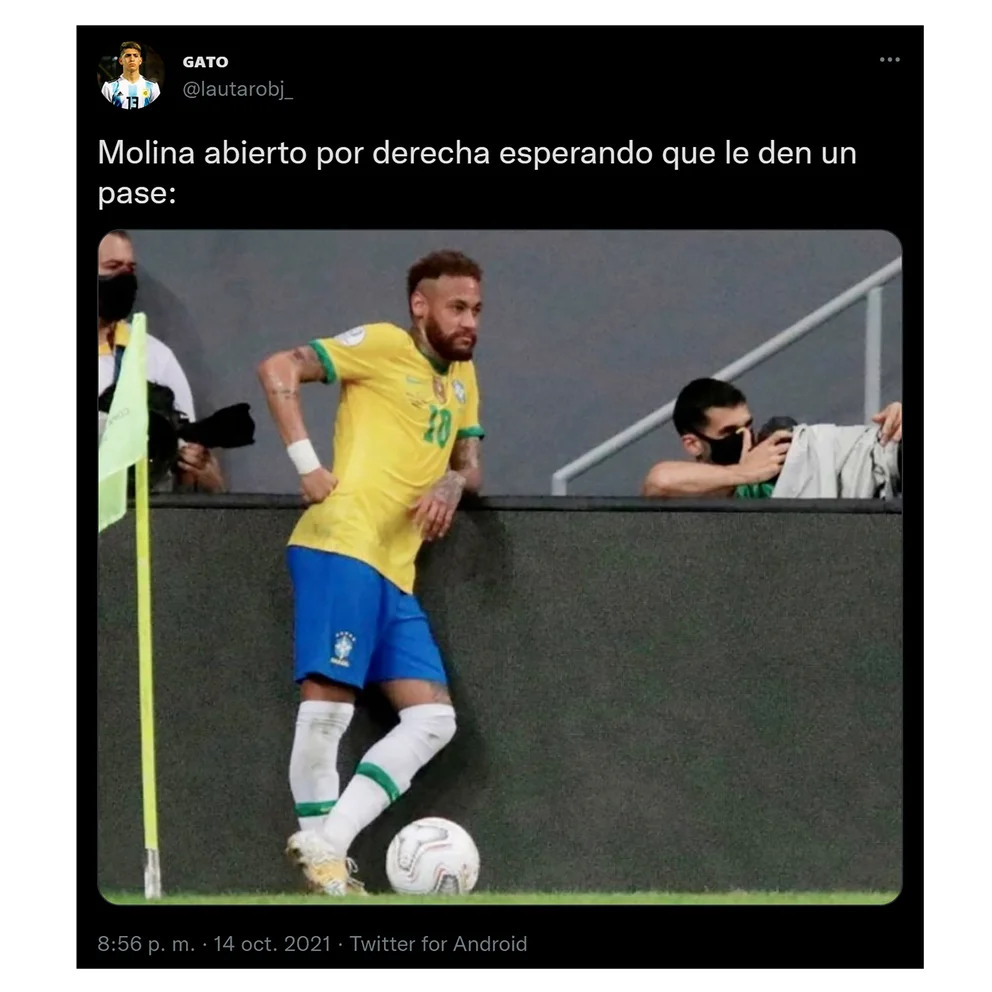 GATO
@lautarobj_
Molina abierto por derecha esperando que le den un
pase:
10
13
8:56 p. m. · 14 oct. 2021 · Twitter for Android